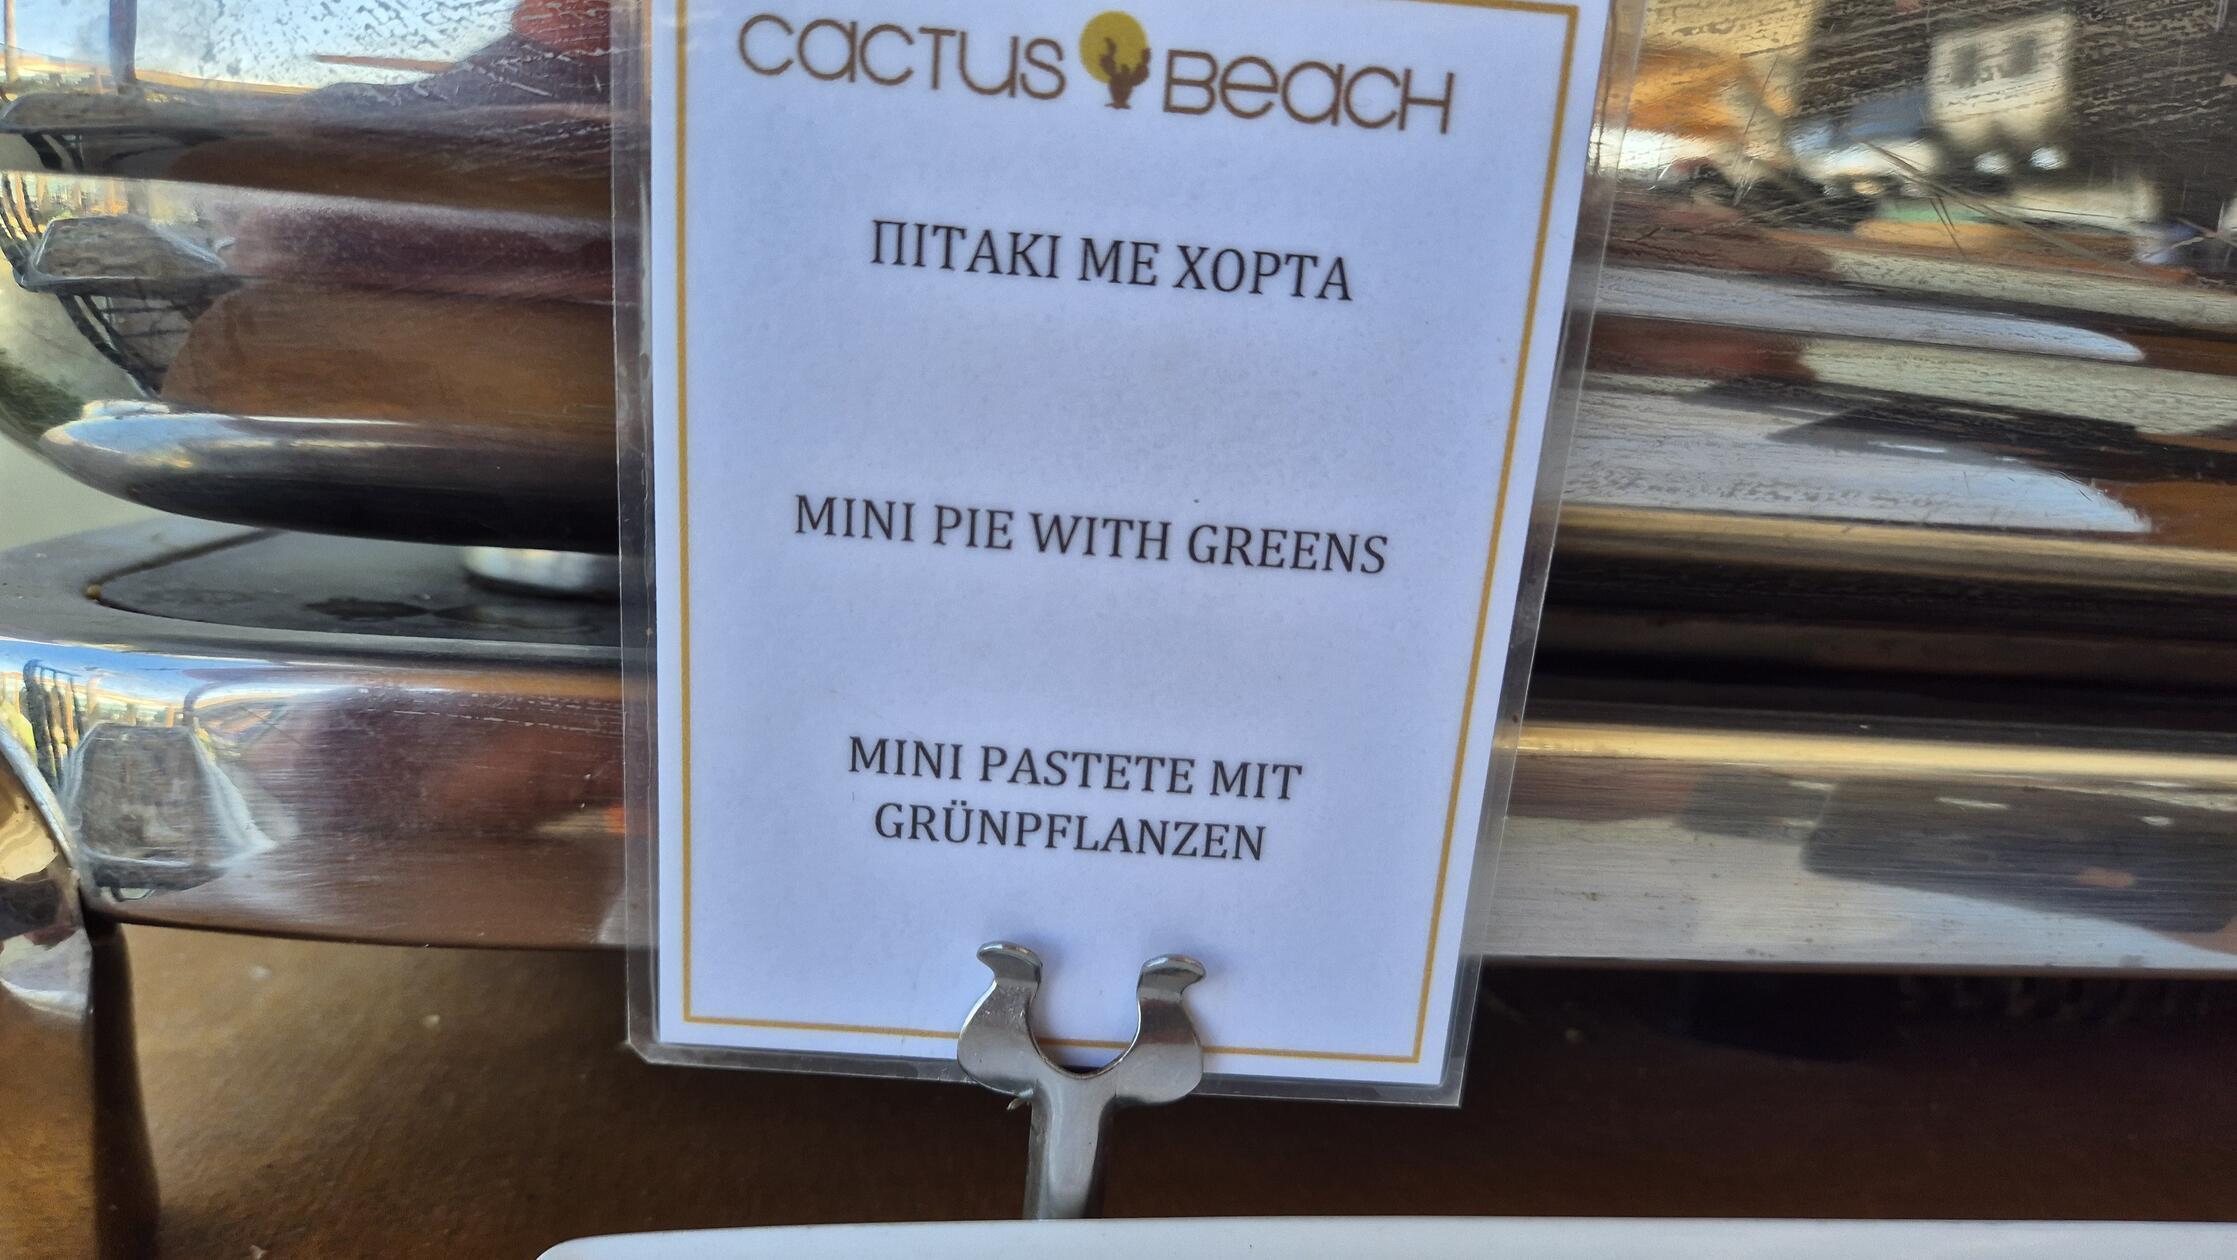 CACTUS BEACH
ΠΙΤΑΚΙ ΜΕ ΧΟΡΤΑ
MINI PIE WITH GREENS
MINI PASTETE MIT
GRÜNPFLANZEN